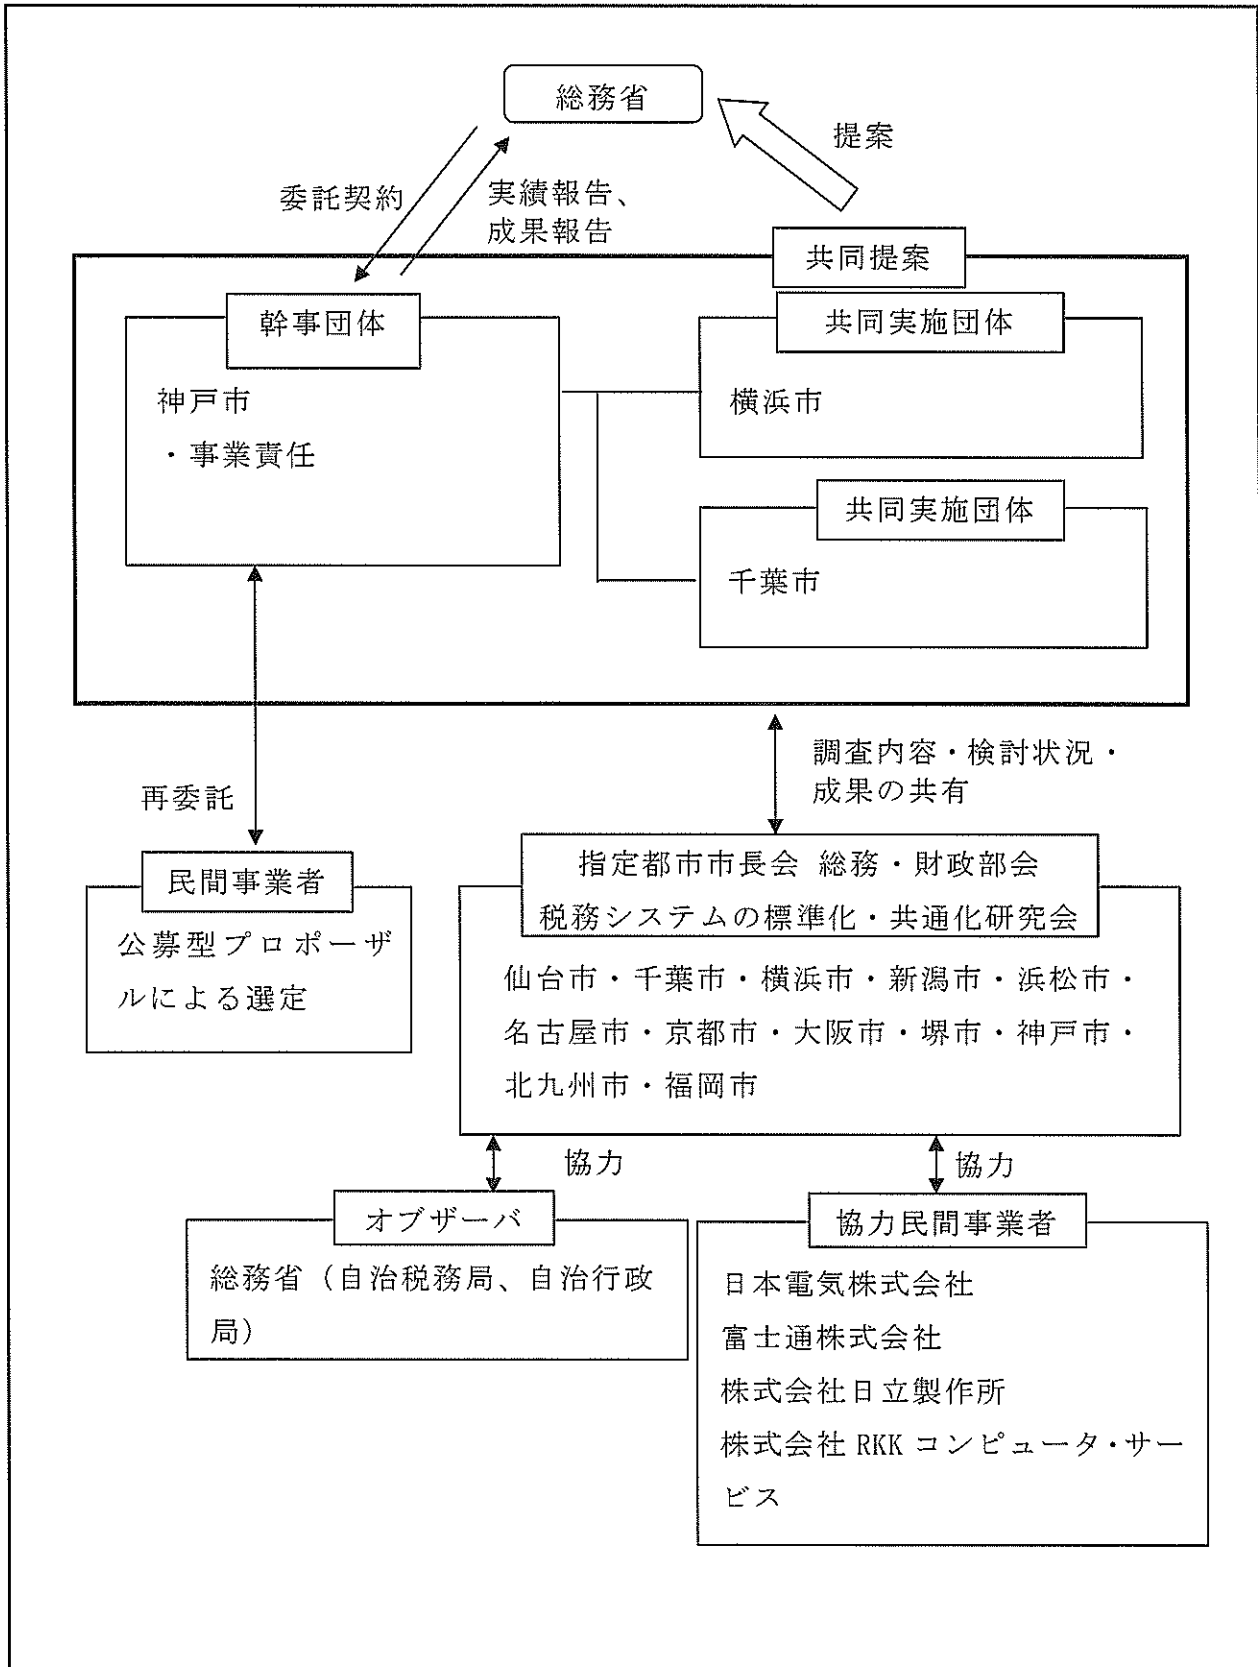 総務省
提案
委託契約
実績報告、
成果報告
共同提案
幹事団体
神戸市
・事業責任
共同実施団体
横浜市
共同実施団体
千葉市
再委託
調査内容・検討状況・
成果の共有
民間事業者
公募型プロポーザ
ルによる選定
指定都市市長会 総務・財政部会
税務システムの標準化・共通化研究会
仙台市・千葉市・横浜市・新潟市・浜松市・
名古屋市・京都市・大阪市・堺市・神戸市・
北九州市・福岡市
協力
協力
オブザーバ
総務省（自治税務局、自治行政
局）
協力民間事業者
日本電気株式会社
富士通株式会社
株式会社日立製作所
株式会社 RKK コンピュータ・サー
ビス